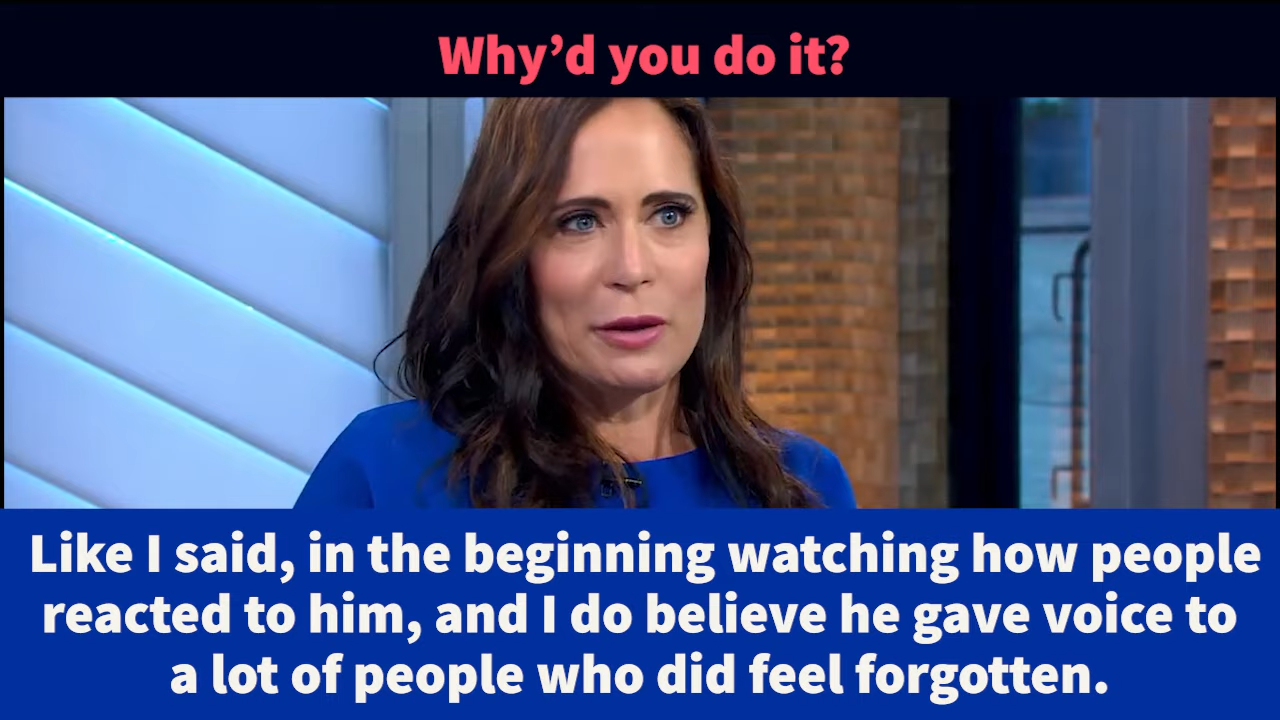 Why’d you do it?
Like I said, in the beginning watching how people
reacted to him, and I do believe he gave voice to
a lot of people who did feel forgotten.